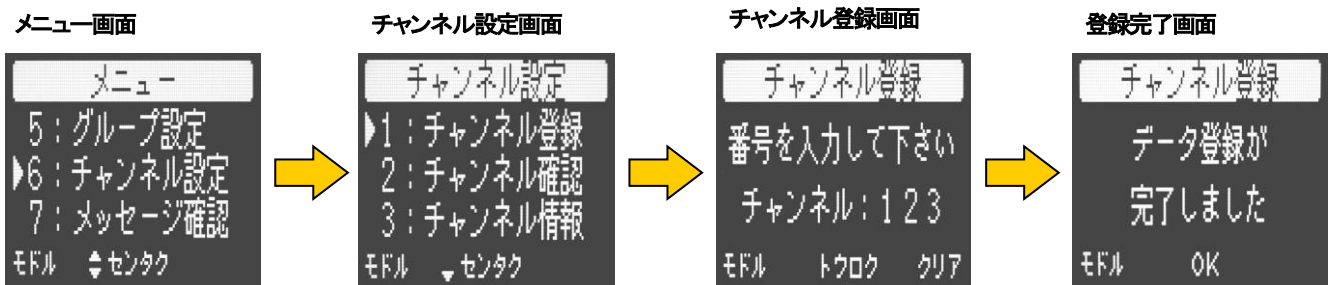 メニュー画面
メニュー
5:グループ設定
6:チャンネル設定
7:メッセージ確認
モドル センタク
チャンネル設定画面
チャンネル設定
1:チャンネル登録
2:チャンネル確認
3:チャンネル情報
モドル センタク
チャンネル登録画面
チャンネル登録
番号を入力して下さい
チャンネル:123
モドル トウロク クリア
登録完了画面
チャンネル登録
データ登録が
完了しました
モドル OK